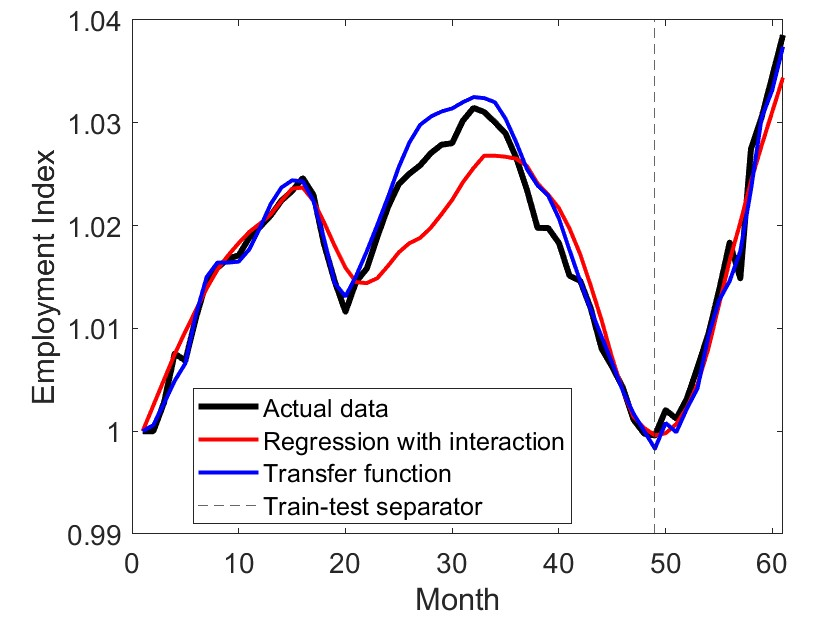 1.04
1.03
1.02
1.01
1
0.99
Employment Index
Actual data
Regression with interaction
Transfer function
Train-test separator
0 10 20 30 40 50 60
Month